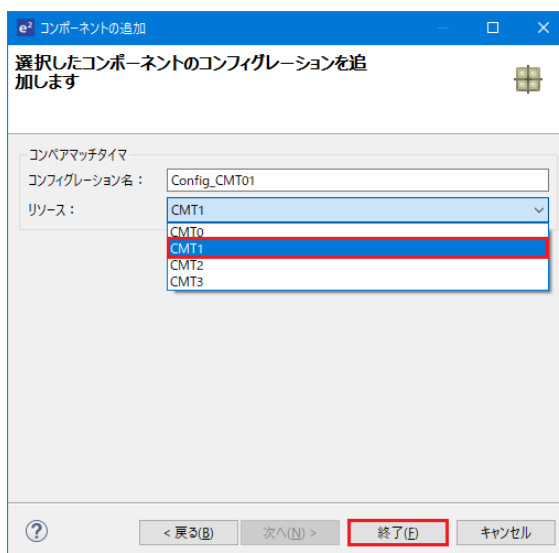 e² コンポーネントの追加
選択したコンポーネントのコンフィグレーションを追
加します
コンペアマッチタイマ
コンフィグレーション名： Config_CMT01
リソース： CMT1
CMT0
CMT1
CMT2
CMT3
? < 戻る(B) 次へ(N) > 終了(F) キャンセル